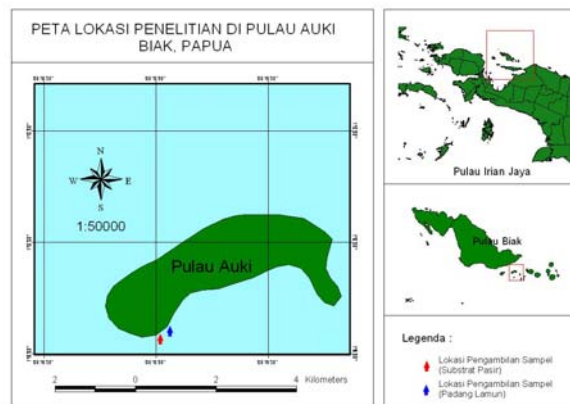 PETA LOKASI PENELITIAN DI PULAU AUKI
BIAK, PAPUA
N
W E
S
1:50000
Pulau Auki
2 0 2 4 Kilometers
Pulau Irian Jaya
Pulau Biak
Legenda :
Lokasi Pengambilan Sampel
(Substrat Pasir)
Lokasi Pengambilan Sampel
(Padang Lamun)